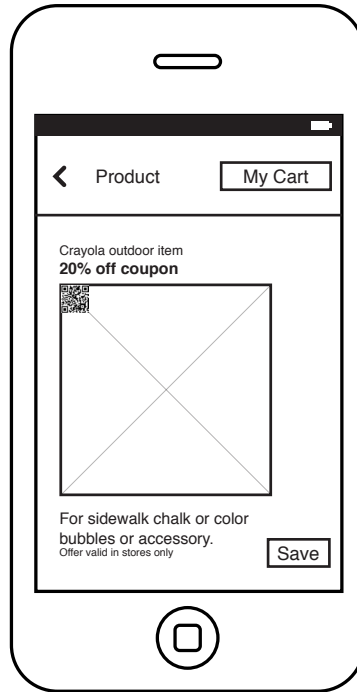 Product
My Cart
Crayola outdoor item
20% off coupon
For sidewalk chalk or color
bubbles or accessory.
Offer valid in stores only
Save